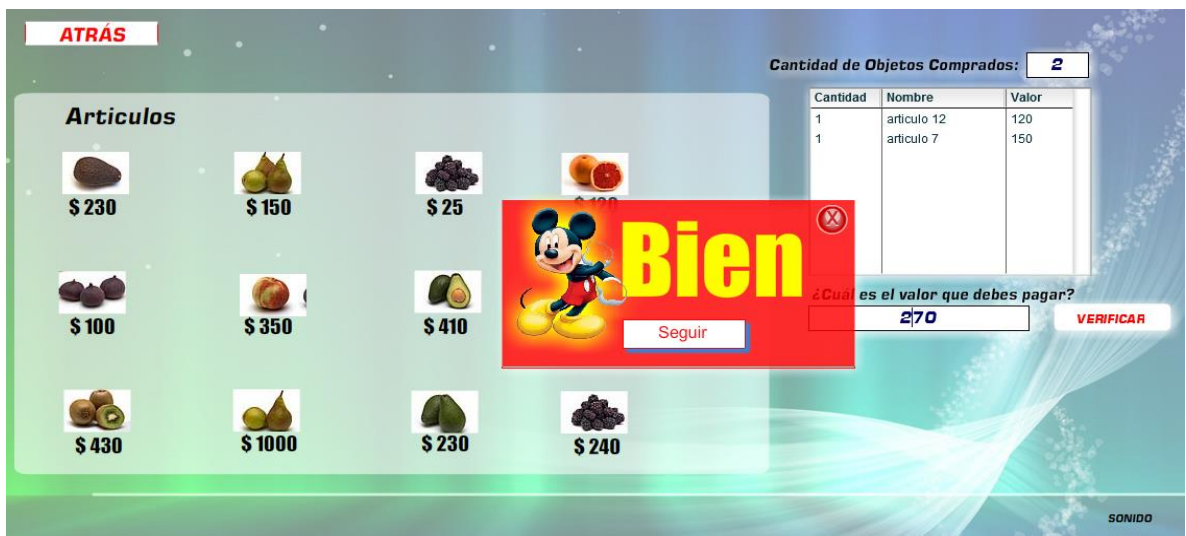 ATRÁS
Cantidad de Objetos Comprados: 2
Cantidad Nombre Valor
1 articulo 12 120
1 articulo 7 150
Articulos
$ 230 $ 150 $ 25 $ 120
Bien
Seguir
X
$ 100 $ 350 $ 410
¿Cuál es el valor que debes pagar?
270
VERIFICAR
$ 430 $ 1000 $ 230 $ 240
SONIDO